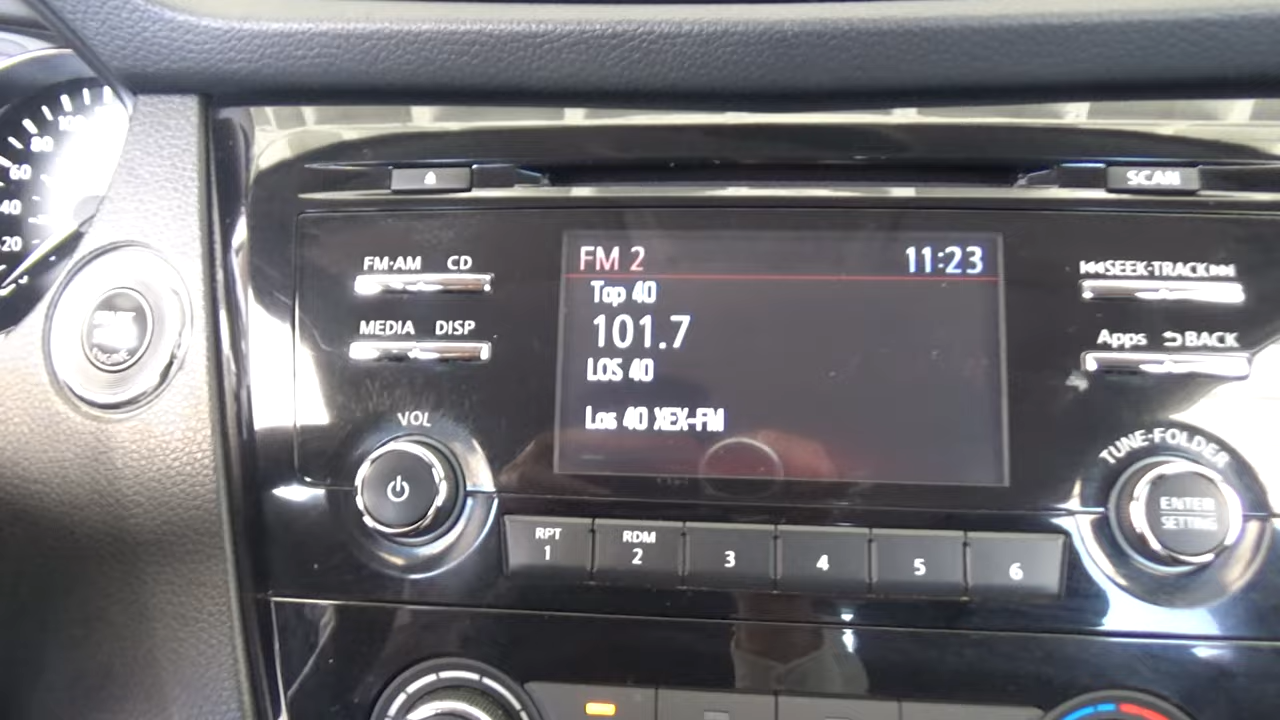 100
80
60
40
20
SCAN
FM·AM CD
MEDIA DISP
VOL
FM 2 11:23
Top 40
101.7
LOS 40
Los 40 XEX-FM
SEEK·TRACK
Apps BACK
TUNE·FOLDER
ENTER
SETTING
RPT
1
RDM
2
3
4
5
6